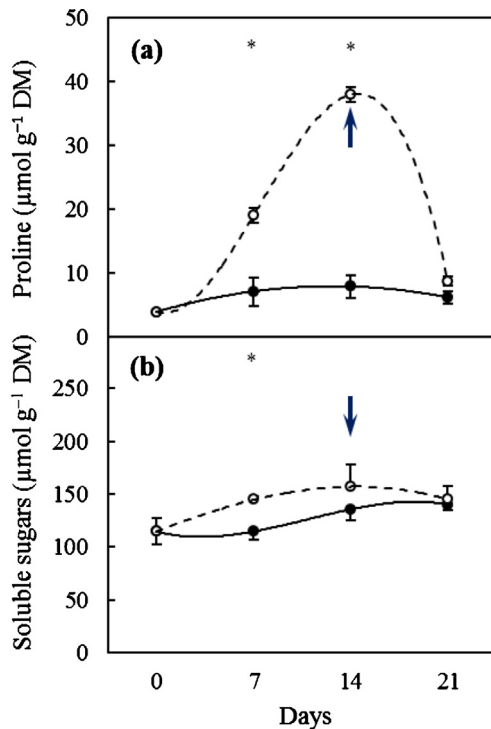 (a)
* *
50
40
30
20
10
0
Proline (µmol g⁻¹ DM)
(b)
*
250
200
150
100
50
0
Soluble sugars (µmol g⁻¹ DM)
0 7 14 21
Days